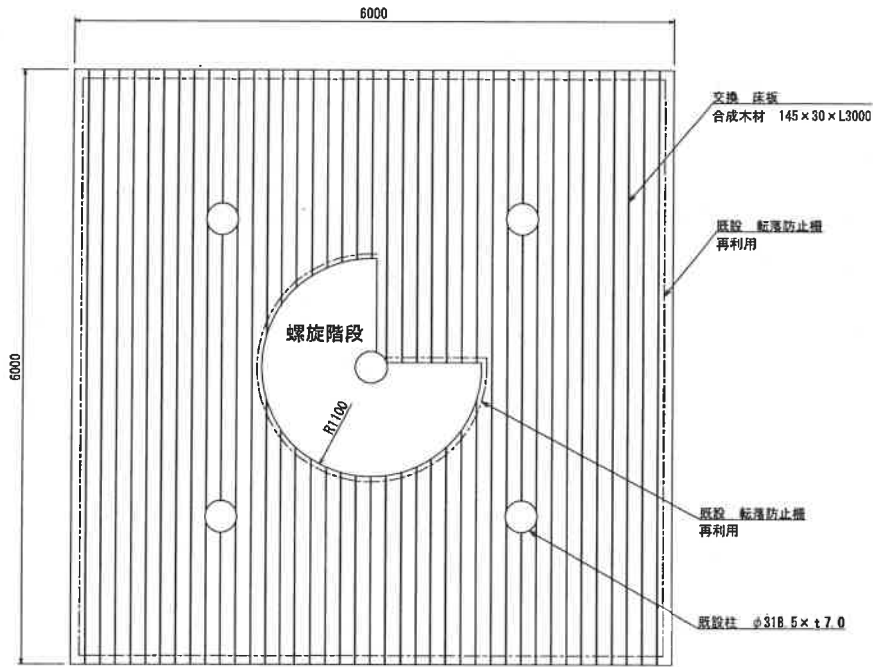 6000
交換 床板
合成木材 145×30×L3000
既設 転落防止柵
再利用
6000
螺旋階段
R1100
既設 転落防止柵
再利用
既設柱 φ318.5×t7.0